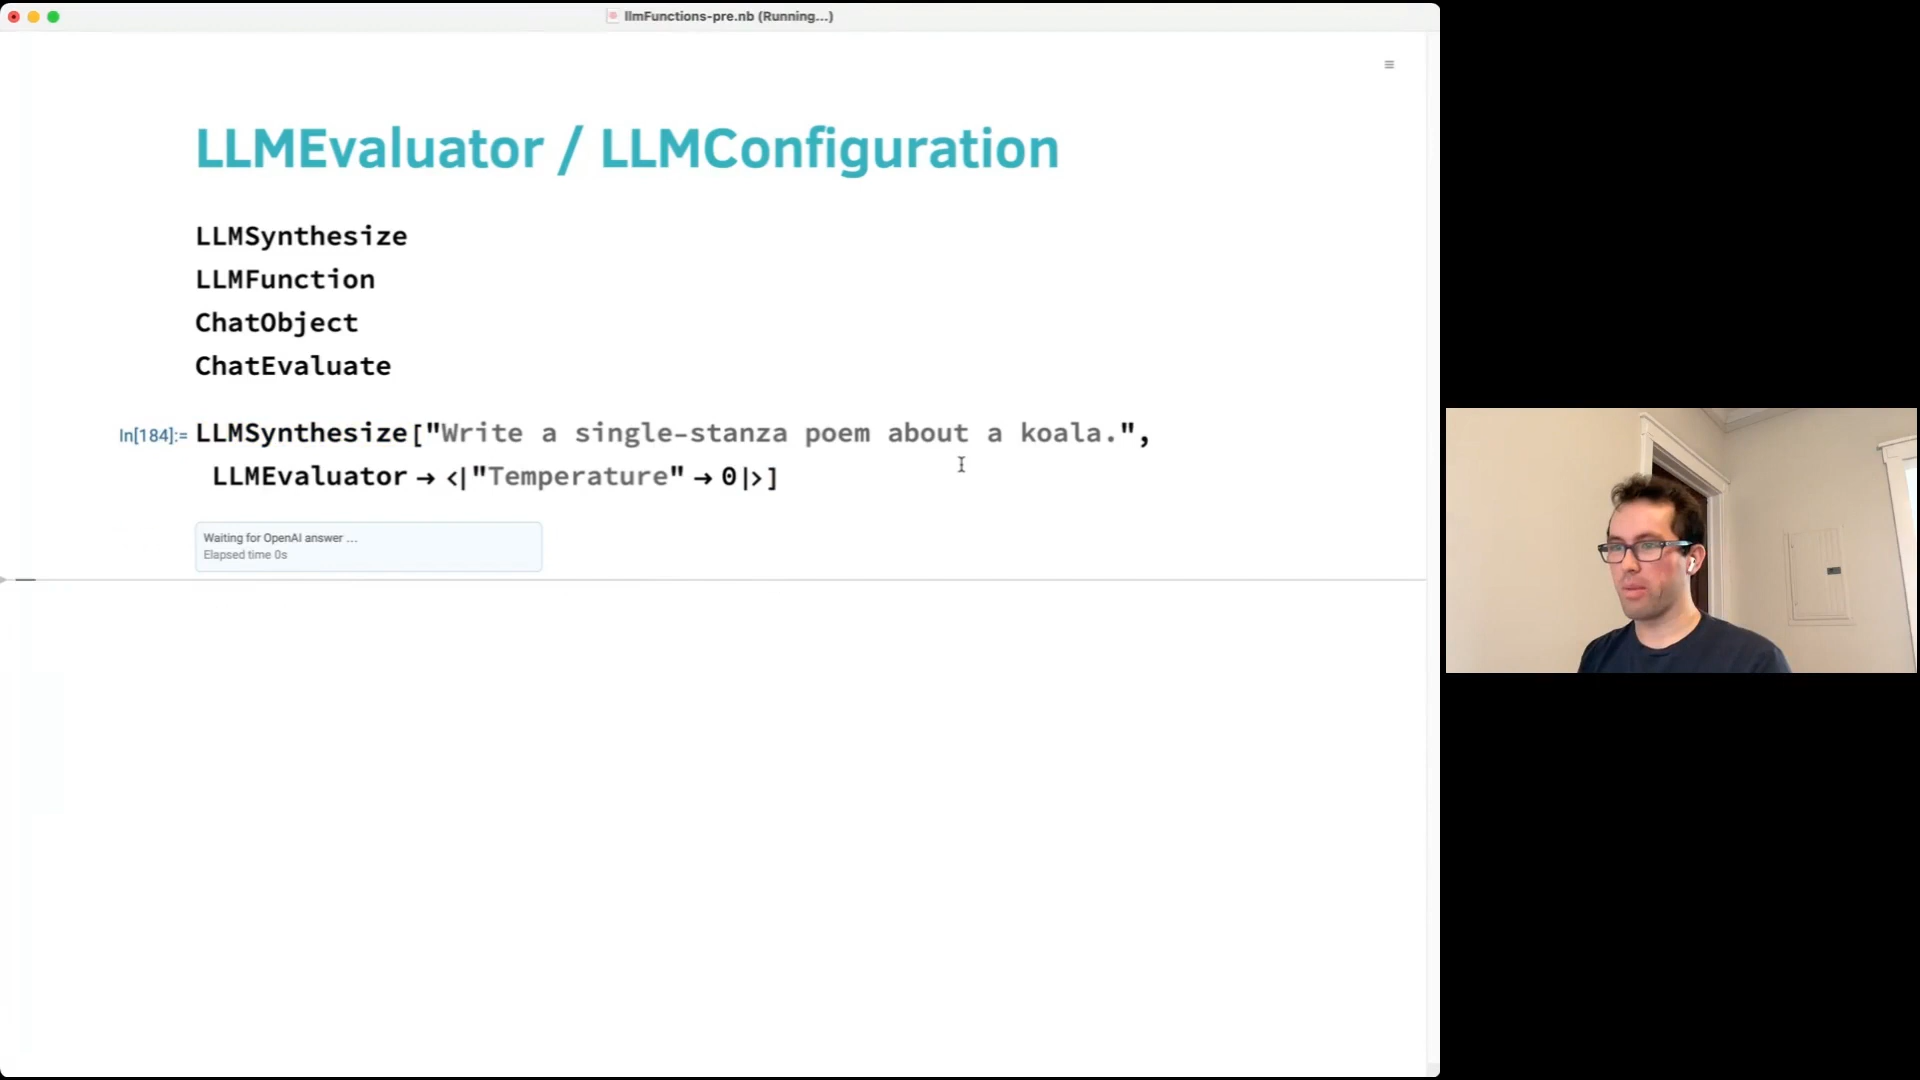 llmFunctions-pre.nb (Running...)
LLMEvaluator / LLMConfiguration
LLMSynthesize
LLMFunction
ChatObject
ChatEvaluate
In[184]:= LLMSynthesize["Write a single-stanza poem about a koala.",
LLMEvaluator → <|"Temperature" → 0|>]
Waiting for OpenAI answer ...
Elapsed time 0s